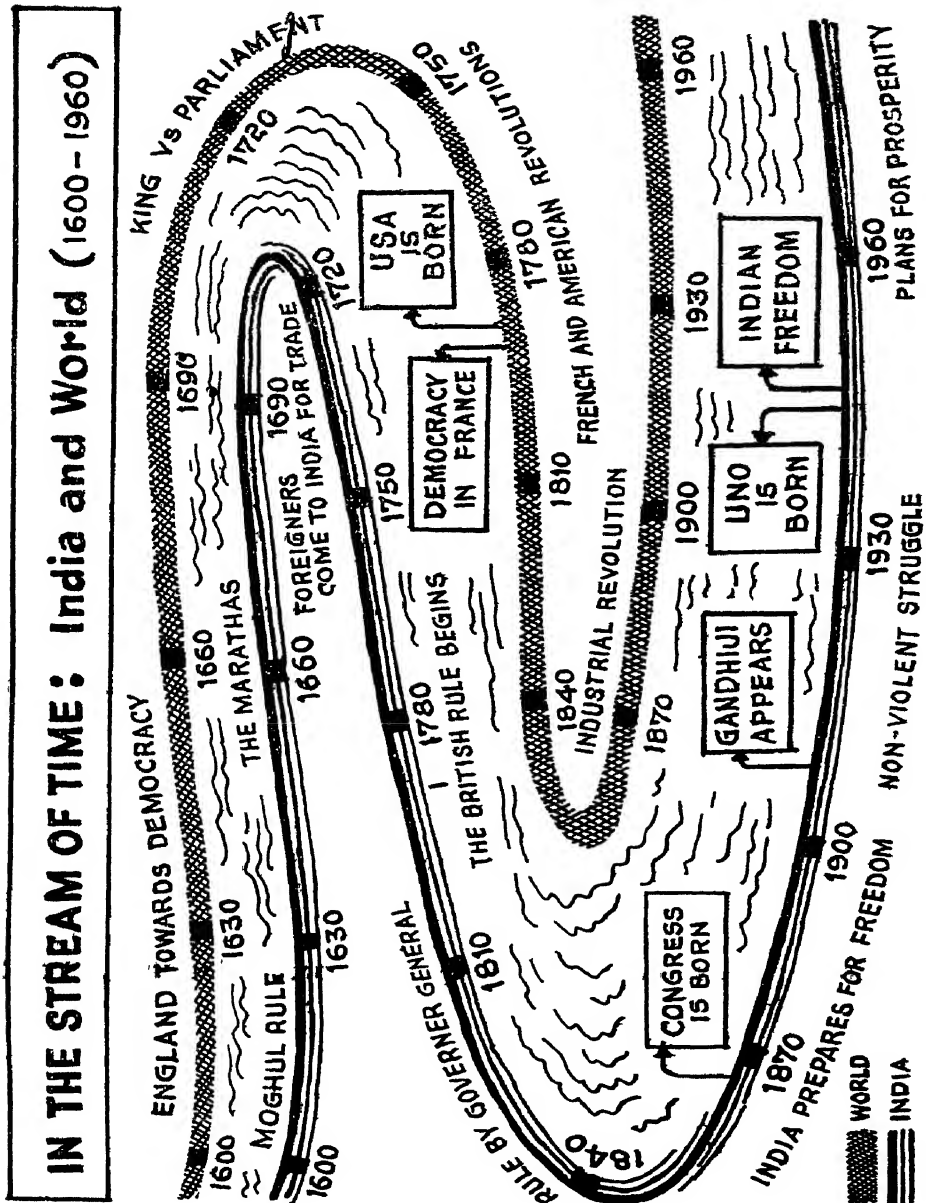 IN THE STREAM OF TIME : India and World (1600-1960)
ENGLAND TOWARDS DEMOCRACY
KING Vs PARLIAMENT
1600
1630
1660
1690
1720
1750
FRENCH AND AMERICAN REVOLUTIONS
1780
1810
1840
INDUSTRIAL REVOLUTION
1870
1900
1930
1960
MOGHUL RULE
THE MARATHAS
1600
1630
1660
1690
FOREIGNERS
COME TO INDIA FOR TRADE
1720
1750
1780
THE BRITISH RULE BEGINS
1810
RULE BY GOVERNER GENERAL
1840
1870
INDIA PREPARES FOR FREEDOM
1900
NON-VIOLENT STRUGGLE
1930
1960
PLANS FOR PROSPERITY
USA
IS
BORN
DEMOCRACY
IN FRANCE
CONGRESS
IS BORN
GANDHIJI
APPEARS
UNO
IS
BORN
INDIAN
FREEDOM
WORLD
INDIA